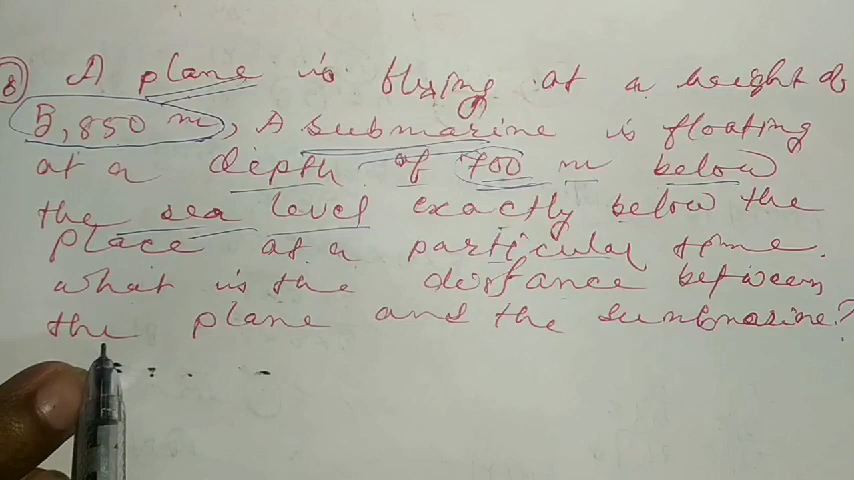 8 A plane is flying at a height of
5,850 m, A submarine is floating
at a depth of 700 m below
the sea level exactly below the
place at a particular time.
what is the distance between
the plane and the sumbmarine?